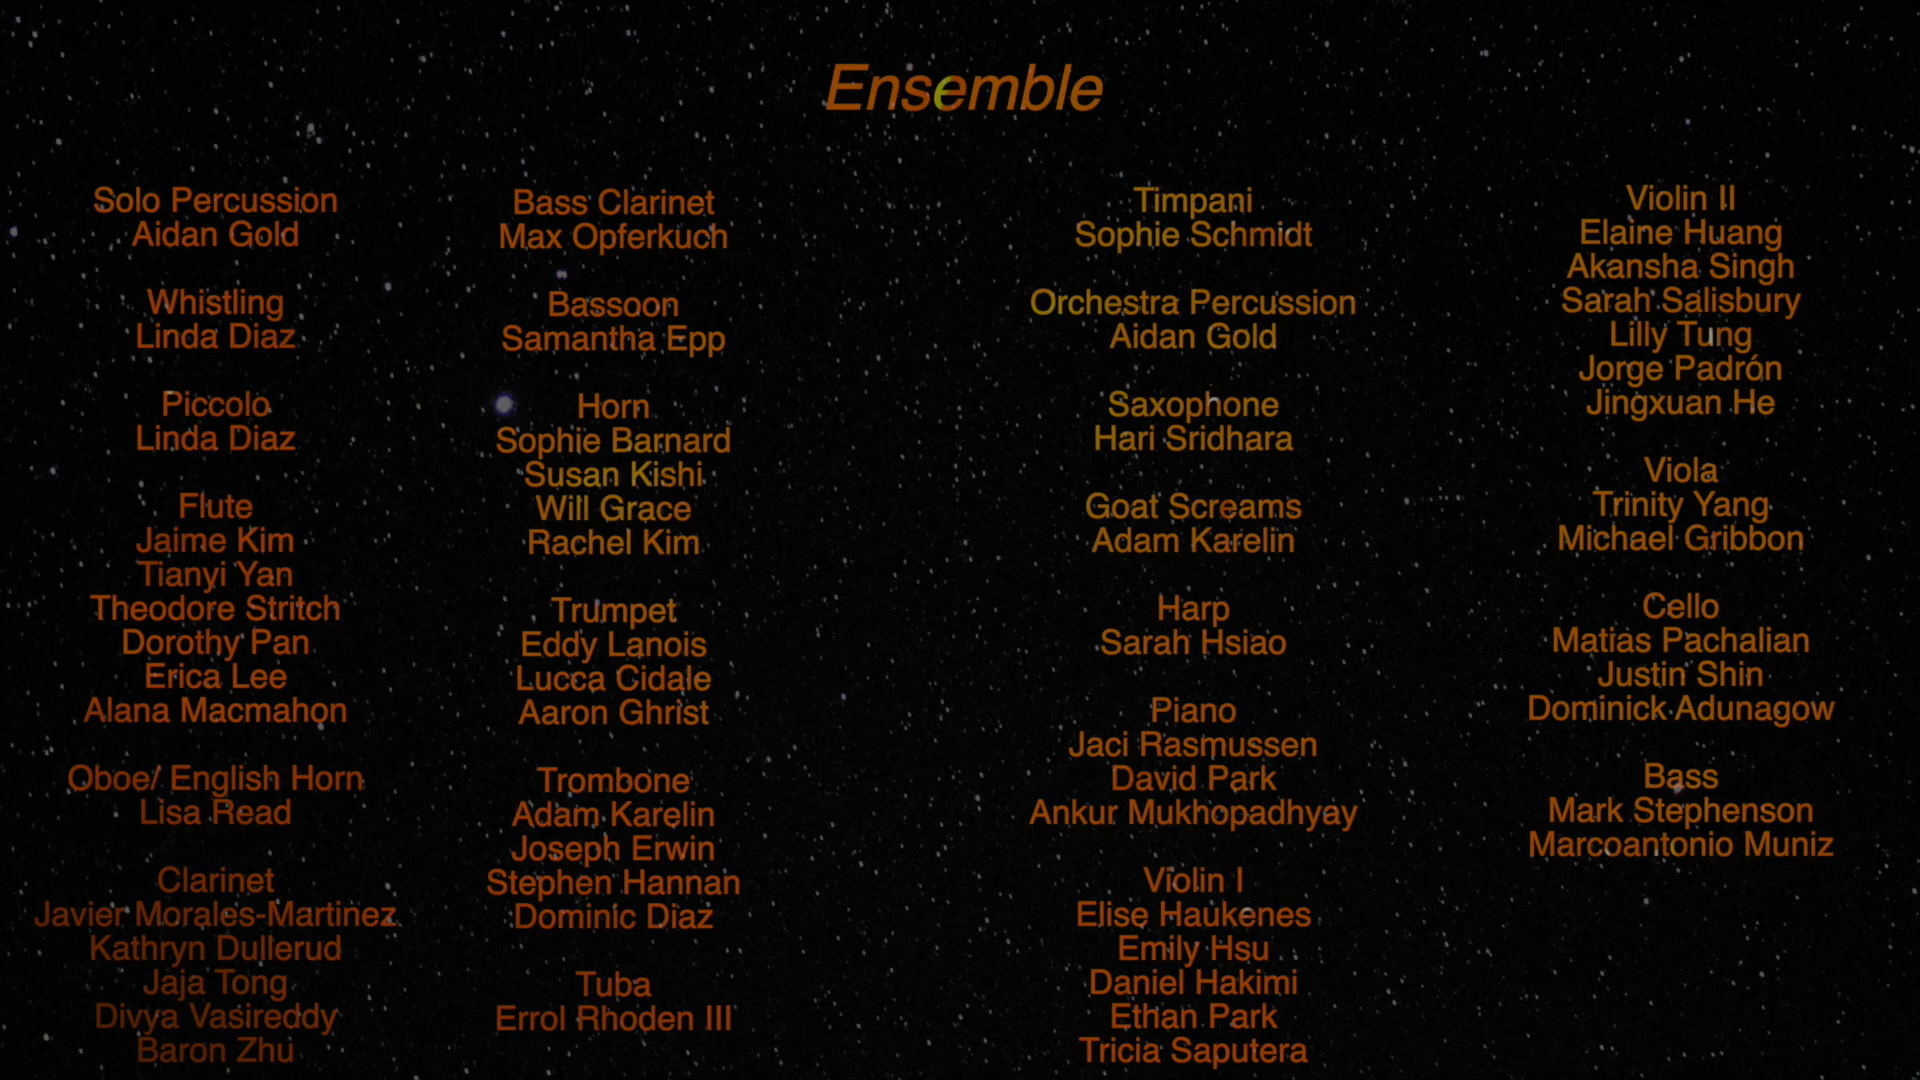 Ensemble
Solo Percussion
Aidan Gold
Whistling
Linda Diaz
Piccolo
Linda Diaz
Flute
Jaime Kim
Tianyi Yan
Theodore Stritch
Dorothy Pan
Erica Lee
Alana Macmahon
Oboe/ English Horn
Lisa Read
Clarinet
Javier Morales-Martinez
Kathryn Dullerud
Jaja Tong
Divya Vasireddy
Baron Zhu
Bass Clarinet
Max Opferkuch
Bassoon
Samantha Epp
Horn
Sophie Barnard
Susan Kishi
Will Grace
Rachel Kim
Trumpet
Eddy Lanois
Lucca Cidale
Aaron Ghrist
Trombone
Adam Karelin
Joseph Erwin
Stephen Hannan
Dominic Diaz
Tuba
Errol Rhoden III
Timpani
Sophie Schmidt
Orchestra Percussion
Aidan Gold
Saxophone
Hari Sridhara
Goat Screams
Adam Karelin
Harp
Sarah Hsiao
Piano
Jaci Rasmussen
David Park
Ankur Mukhopadhyay
Violin I
Elise Haukenes
Emily Hsu
Daniel Hakimi
Ethan Park
Tricia Saputera
Violin II
Elaine Huang
Akansha Singh
Sarah Salisbury
Lilly Tung
Jorge Padrón
Jingxuan He
Viola
Trinity Yang
Michael Gribbon
Cello
Matias Pachalian
Justin Shin
Dominick Adunagow
Bass
Mark Stephenson
Marcoantonio Muniz